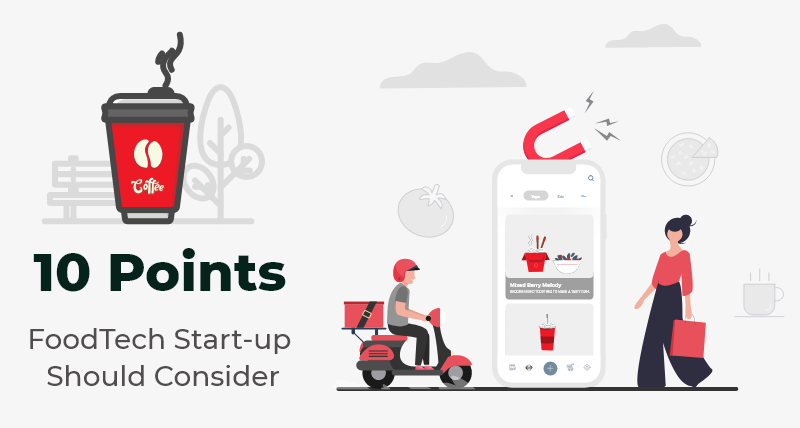 Coffee
10 Points
FoodTech Start-up
Should Consider
Mixed Berry Melody